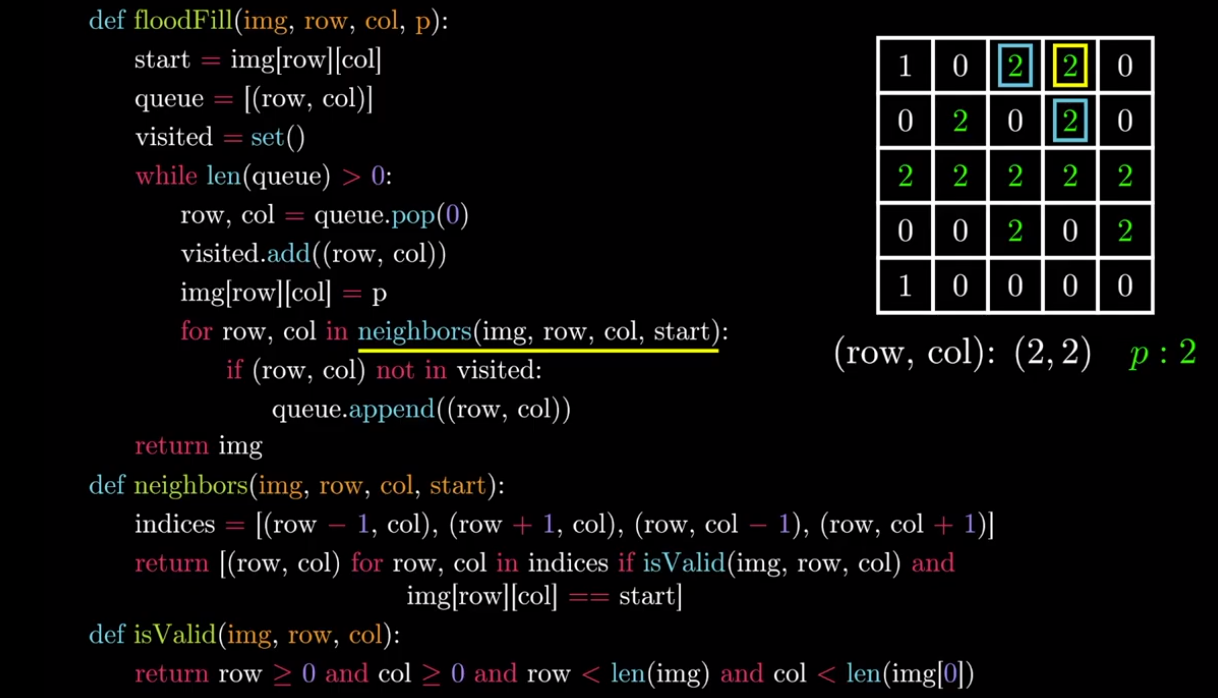 def floodFill(img, row, col, p):
start = img[row][col]
queue = [(row, col)]
visited = set()
while len(queue) > 0:
row, col = queue.pop(0)
visited.add((row, col))
img[row][col] = p
for row, col in neighbors(img, row, col, start):
if (row, col) not in visited:
queue.append((row, col))
return img
def neighbors(img, row, col, start):
indices = [(row − 1, col), (row + 1, col), (row, col − 1), (row, col + 1)]
return [(row, col) for row, col in indices if isValid(img, row, col) and
img[row][col] == start]
def isValid(img, row, col):
return row ≥ 0 and col ≥ 0 and row < len(img) and col < len(img[0])
1 0 2 2 0
0 2 0 2 0
2 2 2 2 2
0 0 2 0 2
1 0 0 0 0
(row, col): (2, 2) p : 2